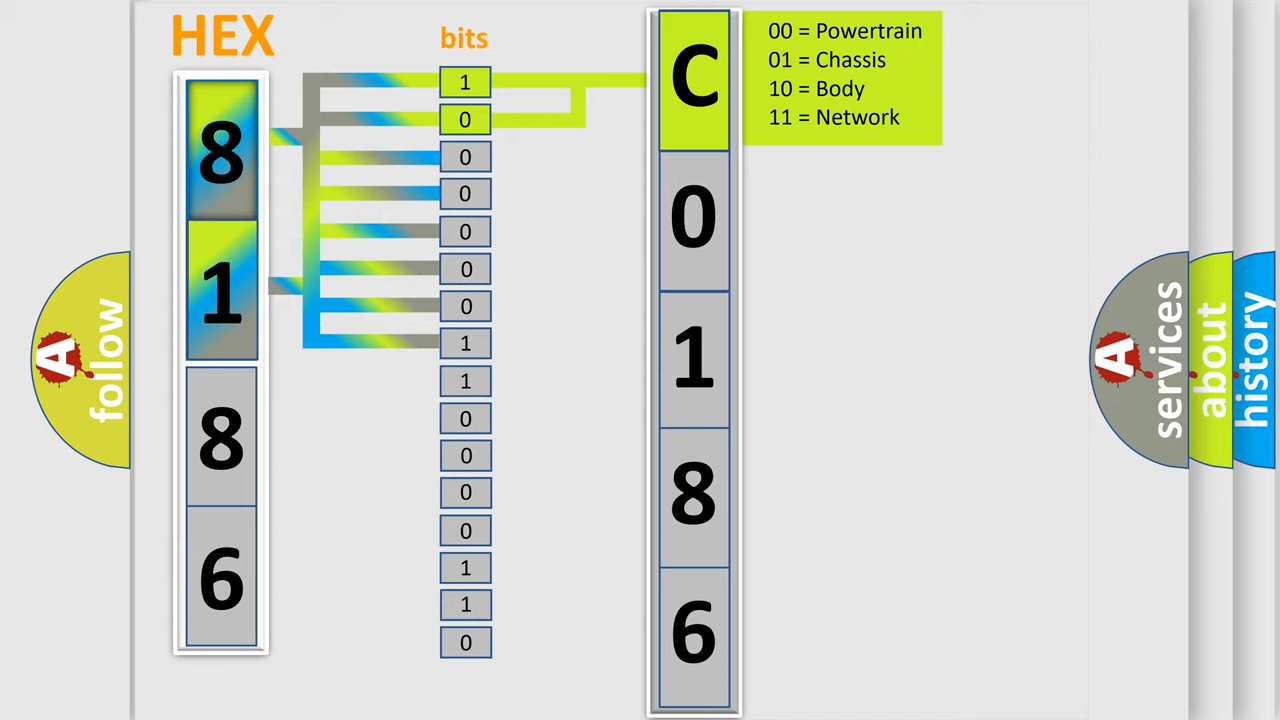 HEX
8
1
8
6
bits
1
0
0
0
0
0
0
1
1
0
0
0
0
1
1
0
C
0
1
8
6
00 = Powertrain
01 = Chassis
10 = Body
11 = Network
A
follow
A
services
about
history